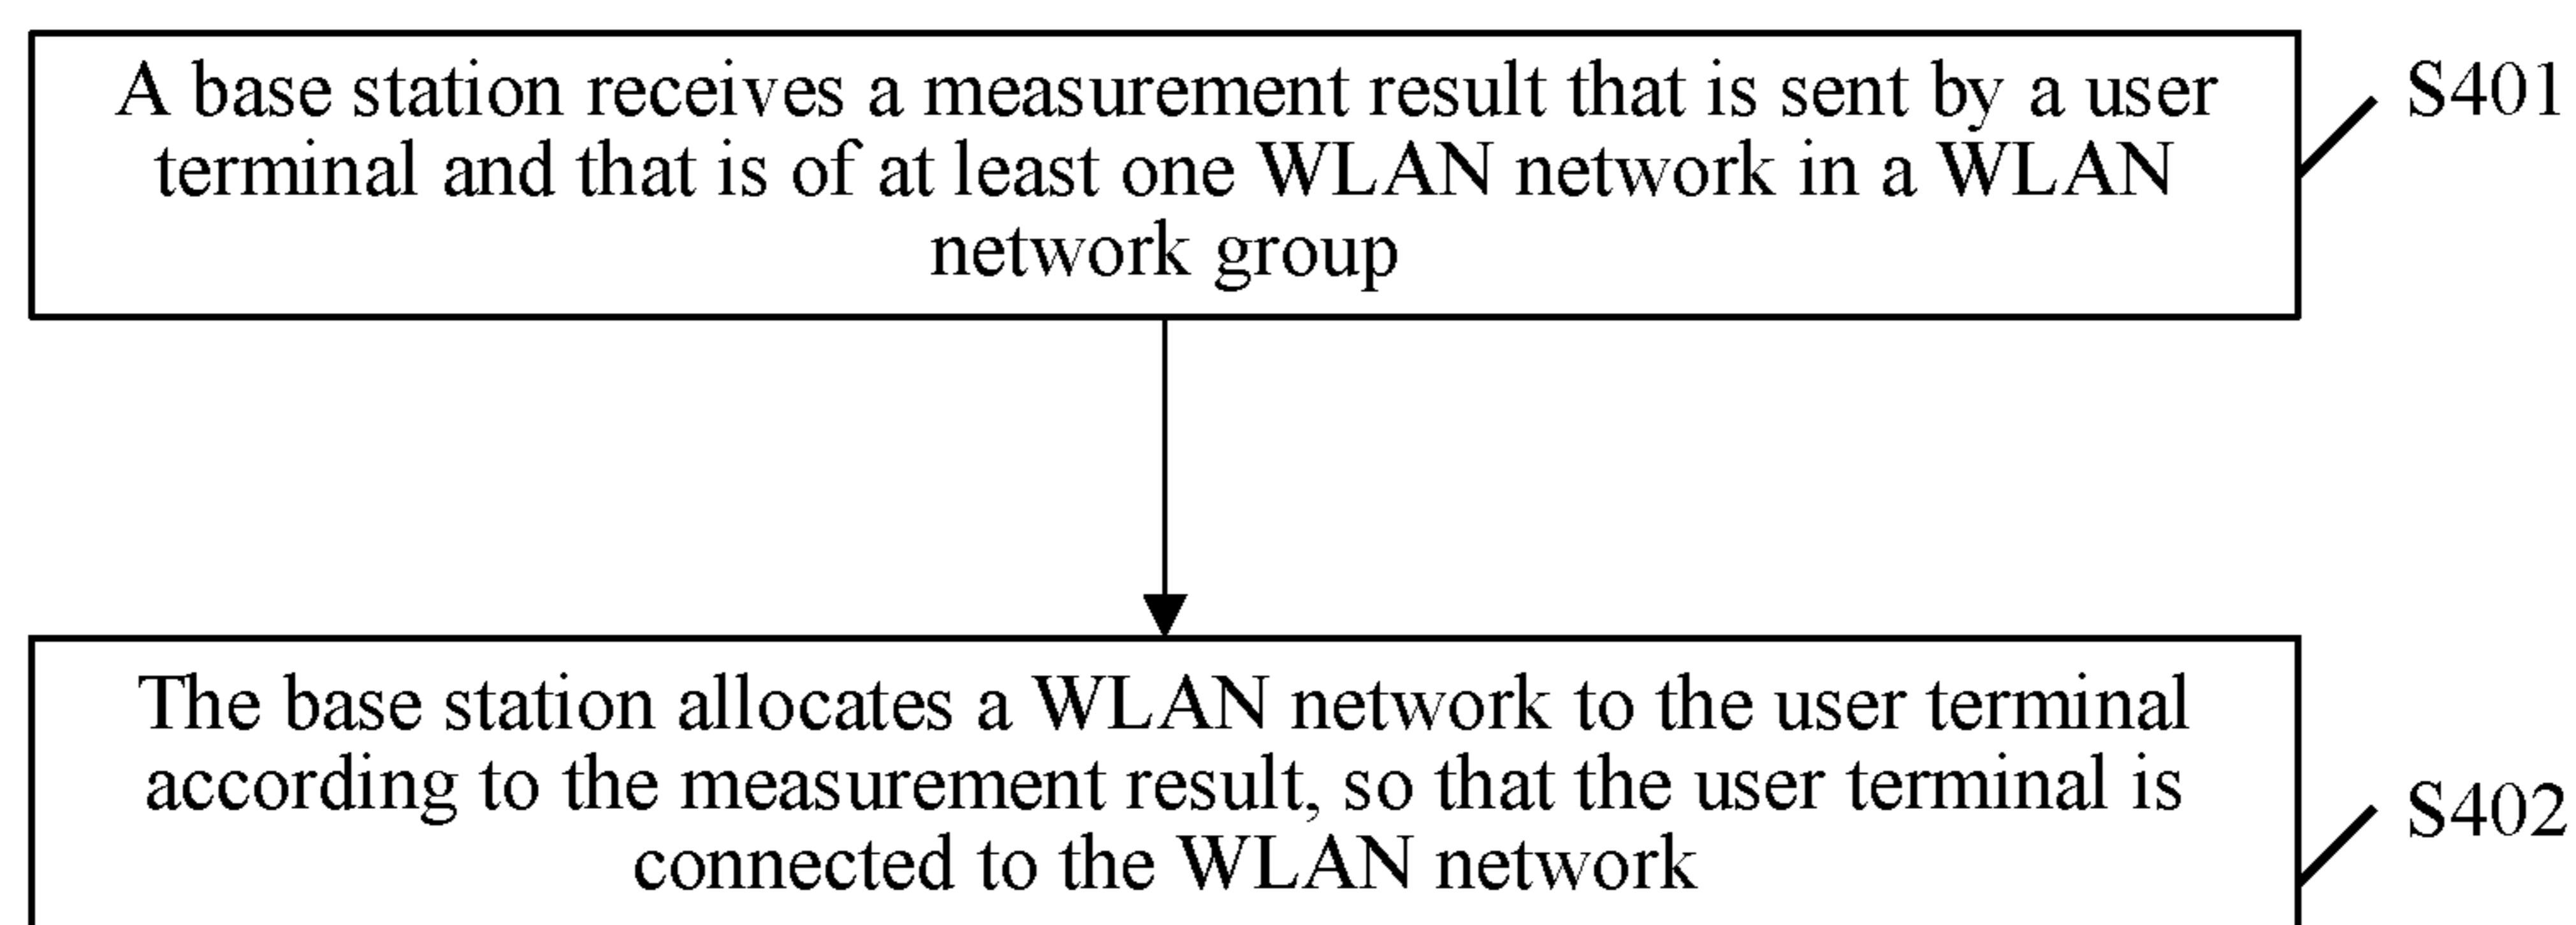 A base station receives a measurement result that is sent by a user
terminal and that is of at least one WLAN network in a WLAN
network group
S401
The base station allocates a WLAN network to the user terminal
according to the measurement result, so that the user terminal is
connected to the WLAN network
S402